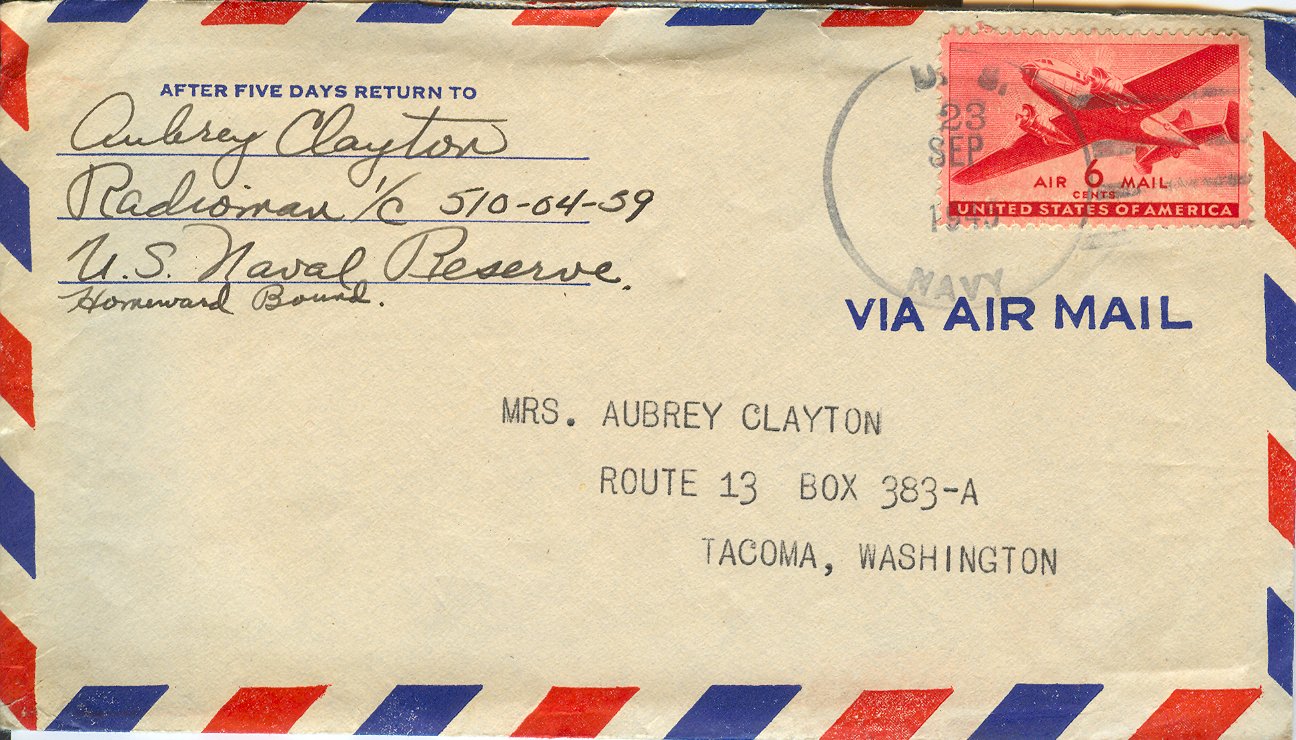 AFTER FIVE DAYS RETURN TO
Aubrey Clayton
Radioman 1/c 510-04-59
U.S. Naval Reserve.
Homeward Bound.
U. S.
23
SEP
1945
NAVY
AIR 6 MAIL
CENTS
UNITED STATES OF AMERICA
VIA AIR MAIL
MRS. AUBREY CLAYTON
ROUTE 13 BOX 383-A
TACOMA, WASHINGTON